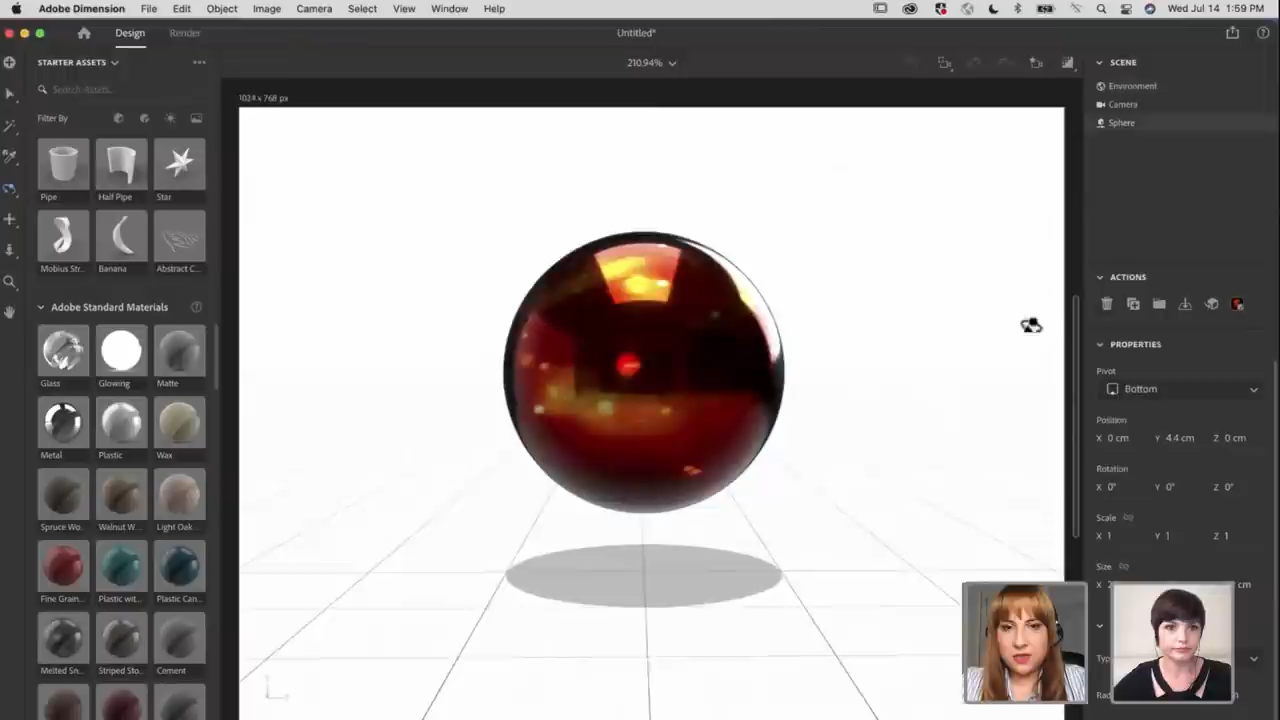 Adobe Dimension File Edit Object Image Camera Select View Window Help Wed Jul 14 1:59 PM
Design Render Untitled*
STARTER ASSETS
210.94%
Search Assets...
Filter By
1024 x 768 px
Pipe Half Pipe Star
Mobius Str... Banana Abstract C...
Adobe Standard Materials
Glass Glowing Matte
Metal Plastic Wax
Spruce Wo... Walnut W... Light Oak...
Fine Grain... Plastic wit... Plastic Can...
Melted Sn... Striped Sto... Cement
SCENE
Environment
Camera
Sphere
ACTIONS
PROPERTIES
Pivot
Bottom
Position
X 0 cm Y 4.4 cm Z 0 cm
Rotation
X 0° Y 0° Z 0°
Scale
X 1 Y 1 Z 1
Size
X cm